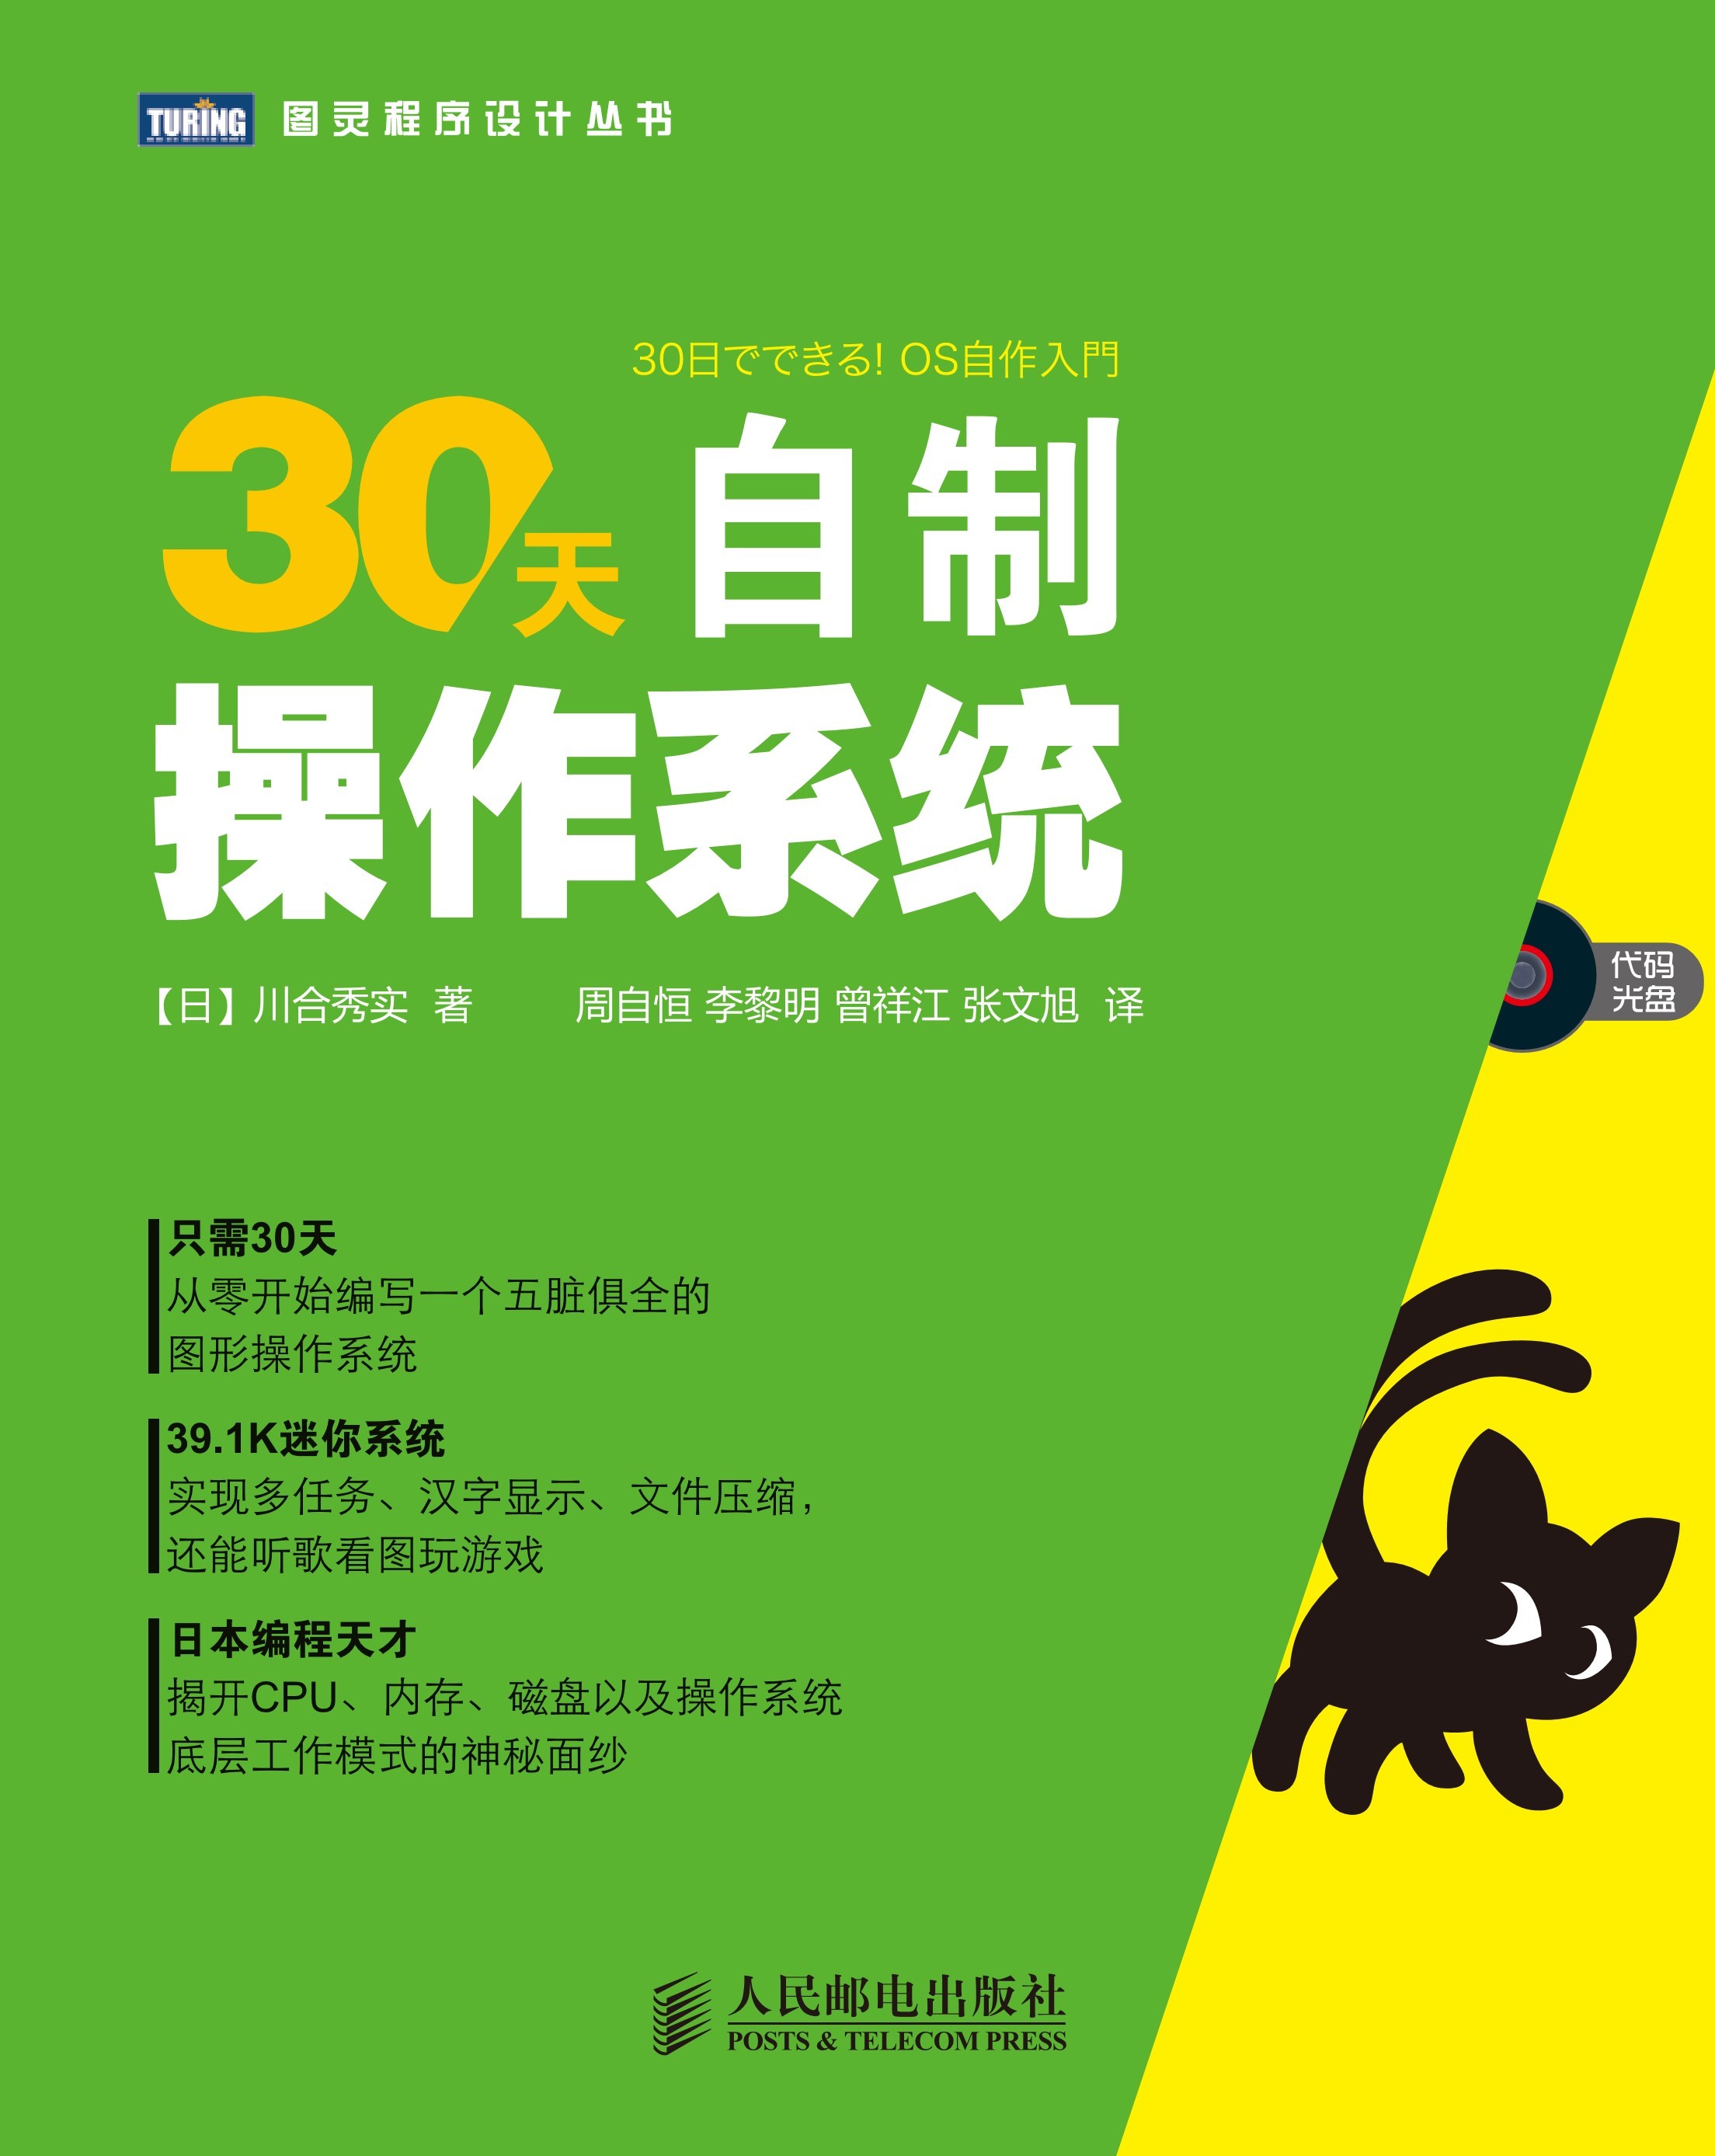 TURING 图灵程序设计丛书
30日でできる! OS自作入門
30天 自制
操作系统
【日】川合秀实 著 周自恒 李黎明 曾祥江 张文旭 译
代码
光盘
只需30天
从零开始编写一个五脏俱全的
图形操作系统
39.1K迷你系统
实现多任务、汉字显示、文件压缩,
还能听歌看图玩游戏
日本编程天才
揭开CPU、内存、磁盘以及操作系统
底层工作模式的神秘面纱
人民邮电出版社
POSTS & TELECOM PRESS